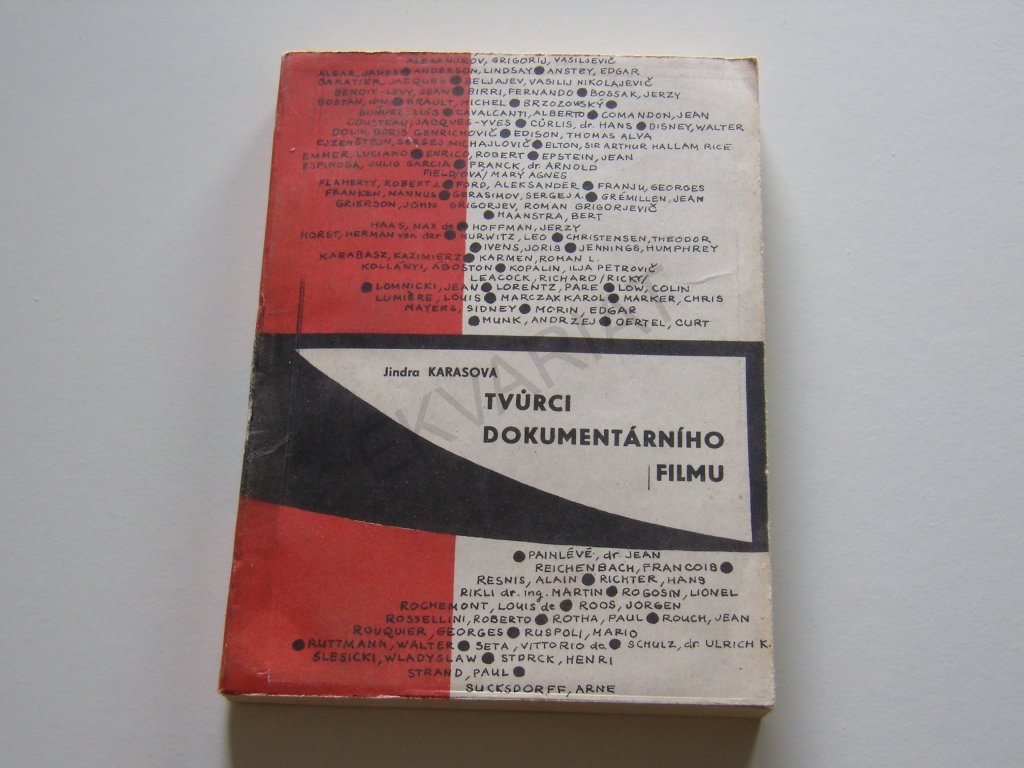 ALEXANDROV, GRIGORIJ, VASILJEVIČ
ALGAR, JAMES ● ANDERSON, LINDSAY ● ANSTEY, EDGAR
BARATIER, JACQUES ● BELJAJEV, VASILIJ NIKOLAJEVIČ
BENOIT-LEVY, JEAN ● BIRRI, FERNANDO ● BOSSAK, JERZY
BOSTAN, ION ● BRAULT, MICHEL ● BRZOZOWSKÝ ●
BUÑUEL, LUIS ● CAVALCANTI, ALBERTO ● COMANDON, JEAN
COUSTEAU, JACQUES-YVES ● CÜRLIS, dr. HANS ● DISNEY, WALTER
DOLIN, BORIS GENRICHOVIČ ● EDISON, THOMAS ALVA
EJZENŠTEJN, SERGEJ MICHAJLOVIČ ● ELTON, SIR ARTHUR HALLAM RICE
EMMER, LUCIANO ● ENRICO, ROBERT ● EPSTEIN, JEAN
ESPINOSA, JULIO GARCIA ● FRANCK, dr. ARNOLD
FIELD/OVÁ/ MARY AGNES
FLAHERTY, ROBERT J. ● FORD, ALEKSANDER ● FRANJU, GEORGES
FRANKEN, MANNUS ● GERASIMOV, SERGEJ A. ● GRÉMILLEN, JEAN
GRIERSON, JOHN GRIGORJEV, ROMAN GRIGORJEVIČ
● HAANSTRA, BERT
HAAS, MAX de ● HOFFMAN, JERZY
HORST, HERMAN van der ● HURWITZ, LEO ● CHRISTENSEN, THEODOR
● IVENS, JORIS ● JENNINGS, HUMPHREY
KARABASZ, KAZIMIERZ ● KARMEN, ROMAN L.
KOLLÁNYI, AGOSTON ● KOPALIN, ILJA PETROVIČ
LEACOCK, RICHARD/RICKY/
● LOMNICKI, JEAN ● LORENTZ, PARE ● LOW, COLIN
LUMIÈRE, LOUIS ● MARCZAK KAROL ● MARKER, CHRIS
MAYERS, SIDNEY ● MORIN, EDGAR
● MUNK, ANDRZEJ ● OERTEL, CURT
Jindra KARASOVÁ
TVŮRCI
DOKUMENTÁRNÍHO
FILMU
● PAINLÉVÉ, dr. JEAN
REICHENBACH, FRANCOIS ●
RESNIS, ALAIN ● RICHTER, HANS
RIKLI dr. ing. MARTIN ● ROGOSIN, LIONEL
ROCHEMONT, LOUIS de ● ROOS, JORGEN
ROSSELLINI, ROBERTO ● ROTHA, PAUL ● ROUCH, JEAN
ROUQUIER, GEORGES ● RUSPOLI, MARIO
● RUTTMANN, WALTER ● SETA, VITTORIO de ● SCHULZ, dr. ULRICH K.
ŠLESICKI, WLADYSLAW ● STORCK, HENRI
STRAND, PAUL ●
SUCKSDORFF, ARNE